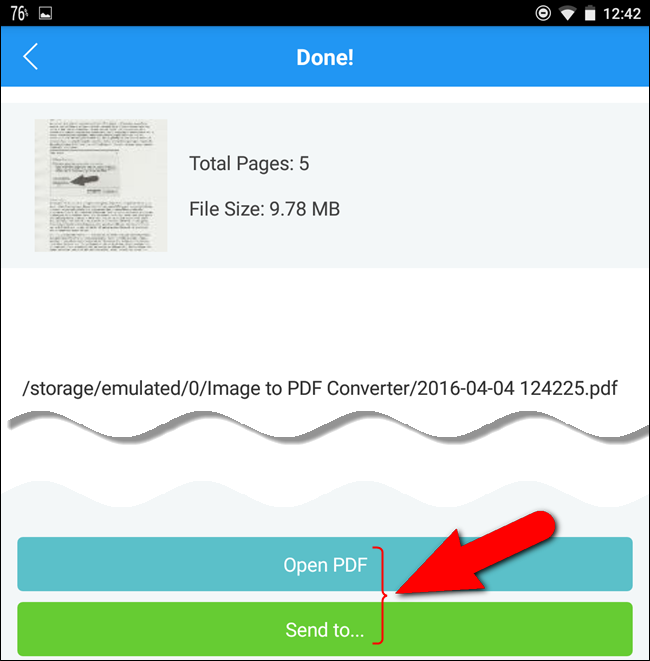 76% 12:42
Done!
Total Pages: 5
File Size: 9.78 MB
/storage/emulated/0/Image to PDF Converter/2016-04-04 124225.pdf
Open PDF
Send to...